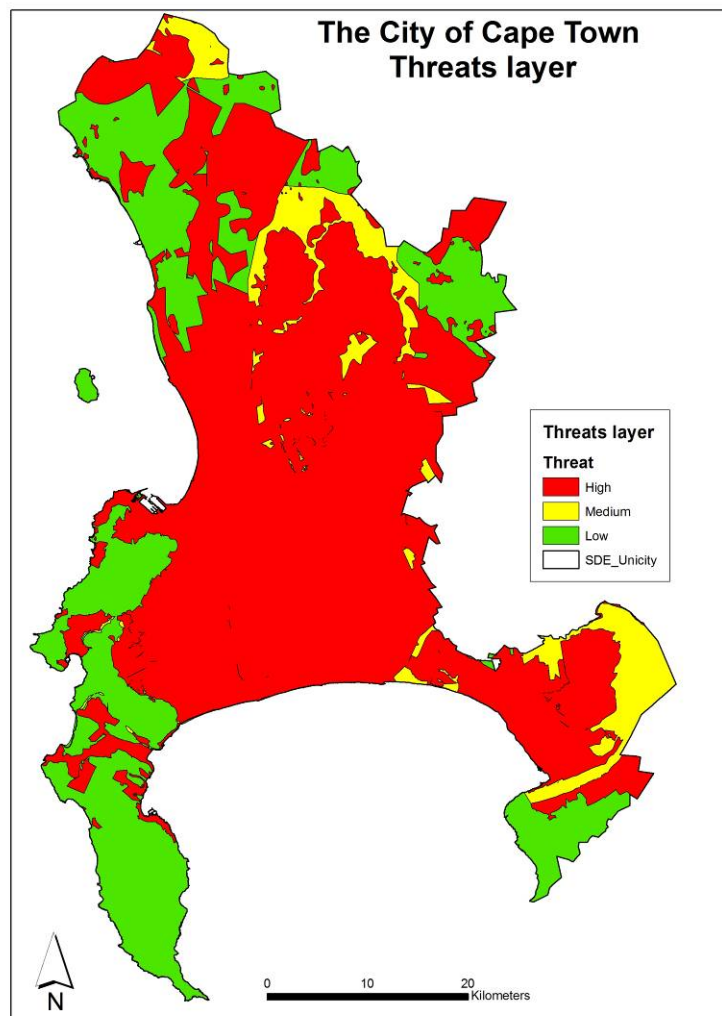 The City of Cape Town
Threats layer
Threats layer
Threat
High
Medium
Low
SDE_Unicity
N
0 10 20
Kilometers